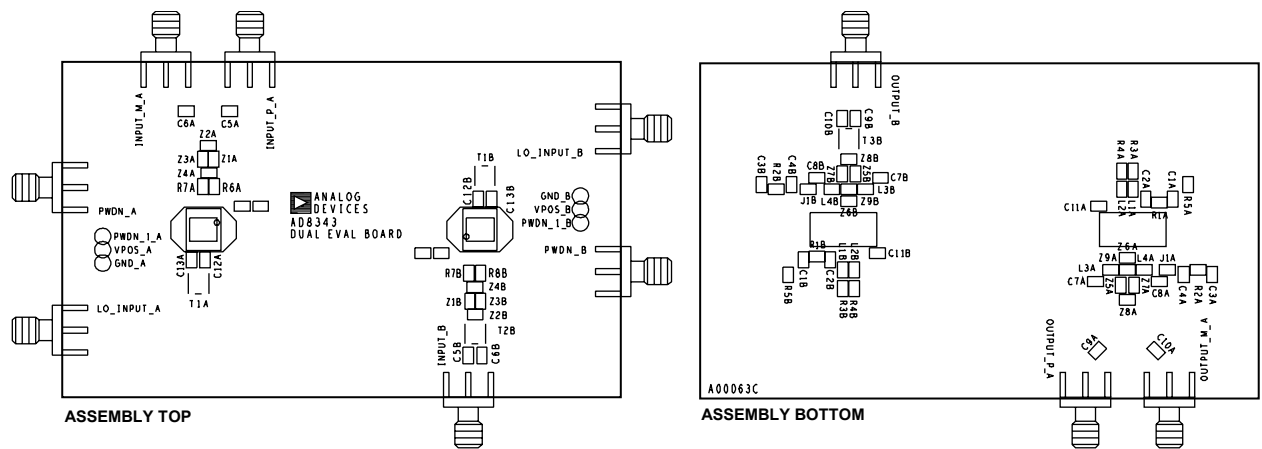 INPUT_M_A
INPUT_P_A
C6A
C5A
Z2A
Z3A
Z1A
Z4A
R7A
R6A
ANALOG
DEVICES
AD8343
DUAL EVAL BOARD
PWDN_A
PWDN_1_A
VPOS_A
GND_A
C13A
C12A
T1A
LO_INPUT_A
LO_INPUT_B
T1B
C12B
C13B
GND_B
VPOS_B
PWDN_1_B
PWDN_B
R7B
R8B
Z4B
Z1B
Z3B
Z2B
T2B
INPUT_B
C5B
C6B
ASSEMBLY TOP
OUTPUT_B
C10B
C9B
T3B
Z8B
C8B
Z7B
Z5B
C7B
C3B
R2B
C4B
J1B
L4B
L3B
Z9B
Z6B
R1B
L1B
L2B
C11B
C1B
C2B
R5B
R3B
R4B
R4A
R3A
C2A
C1A
R5A
C11A
L2A
L1A
R1A
Z6A
Z9A
L3A
L4A
J1A
C7A
Z5A
Z7A
C8A
Z8A
C4A
R2A
C3A
C9A
C10A
OUTPUT_P_A
OUTPUT_M_A
A00063C
ASSEMBLY BOTTOM